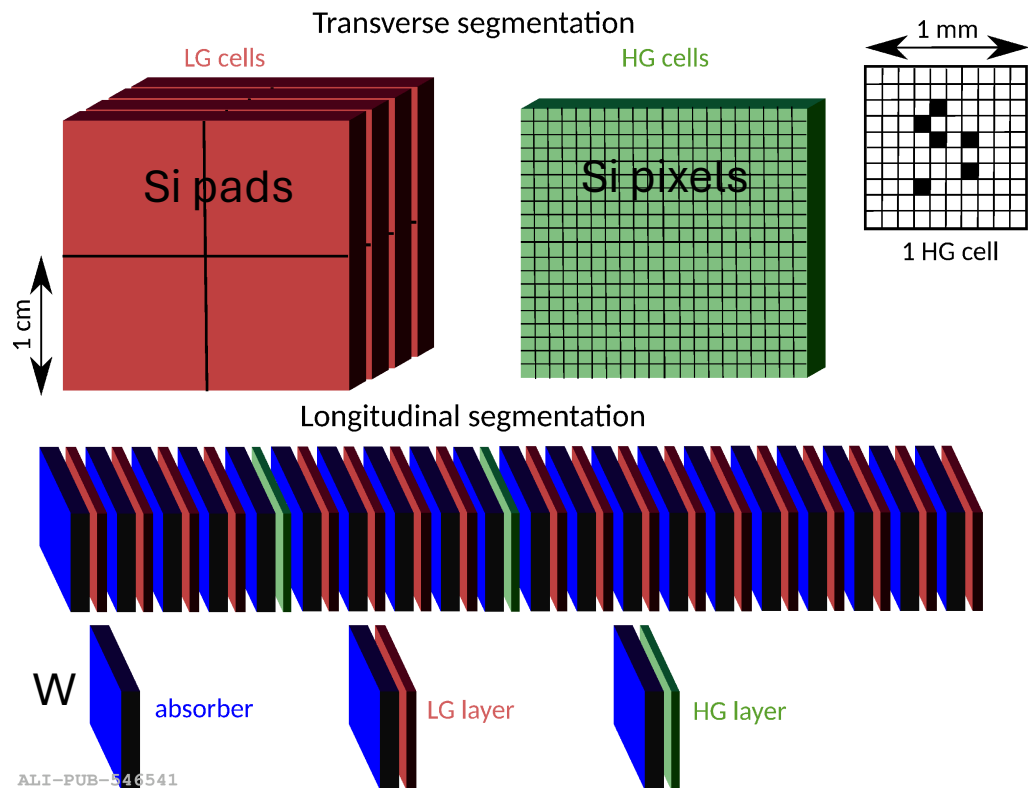 Transverse segmentation
LG cells
HG cells
1 mm
Si pads
Si pixels
1 HG cell
1 cm
Longitudinal segmentation
W
absorber
LG layer
HG layer
ALI-PUB-546541